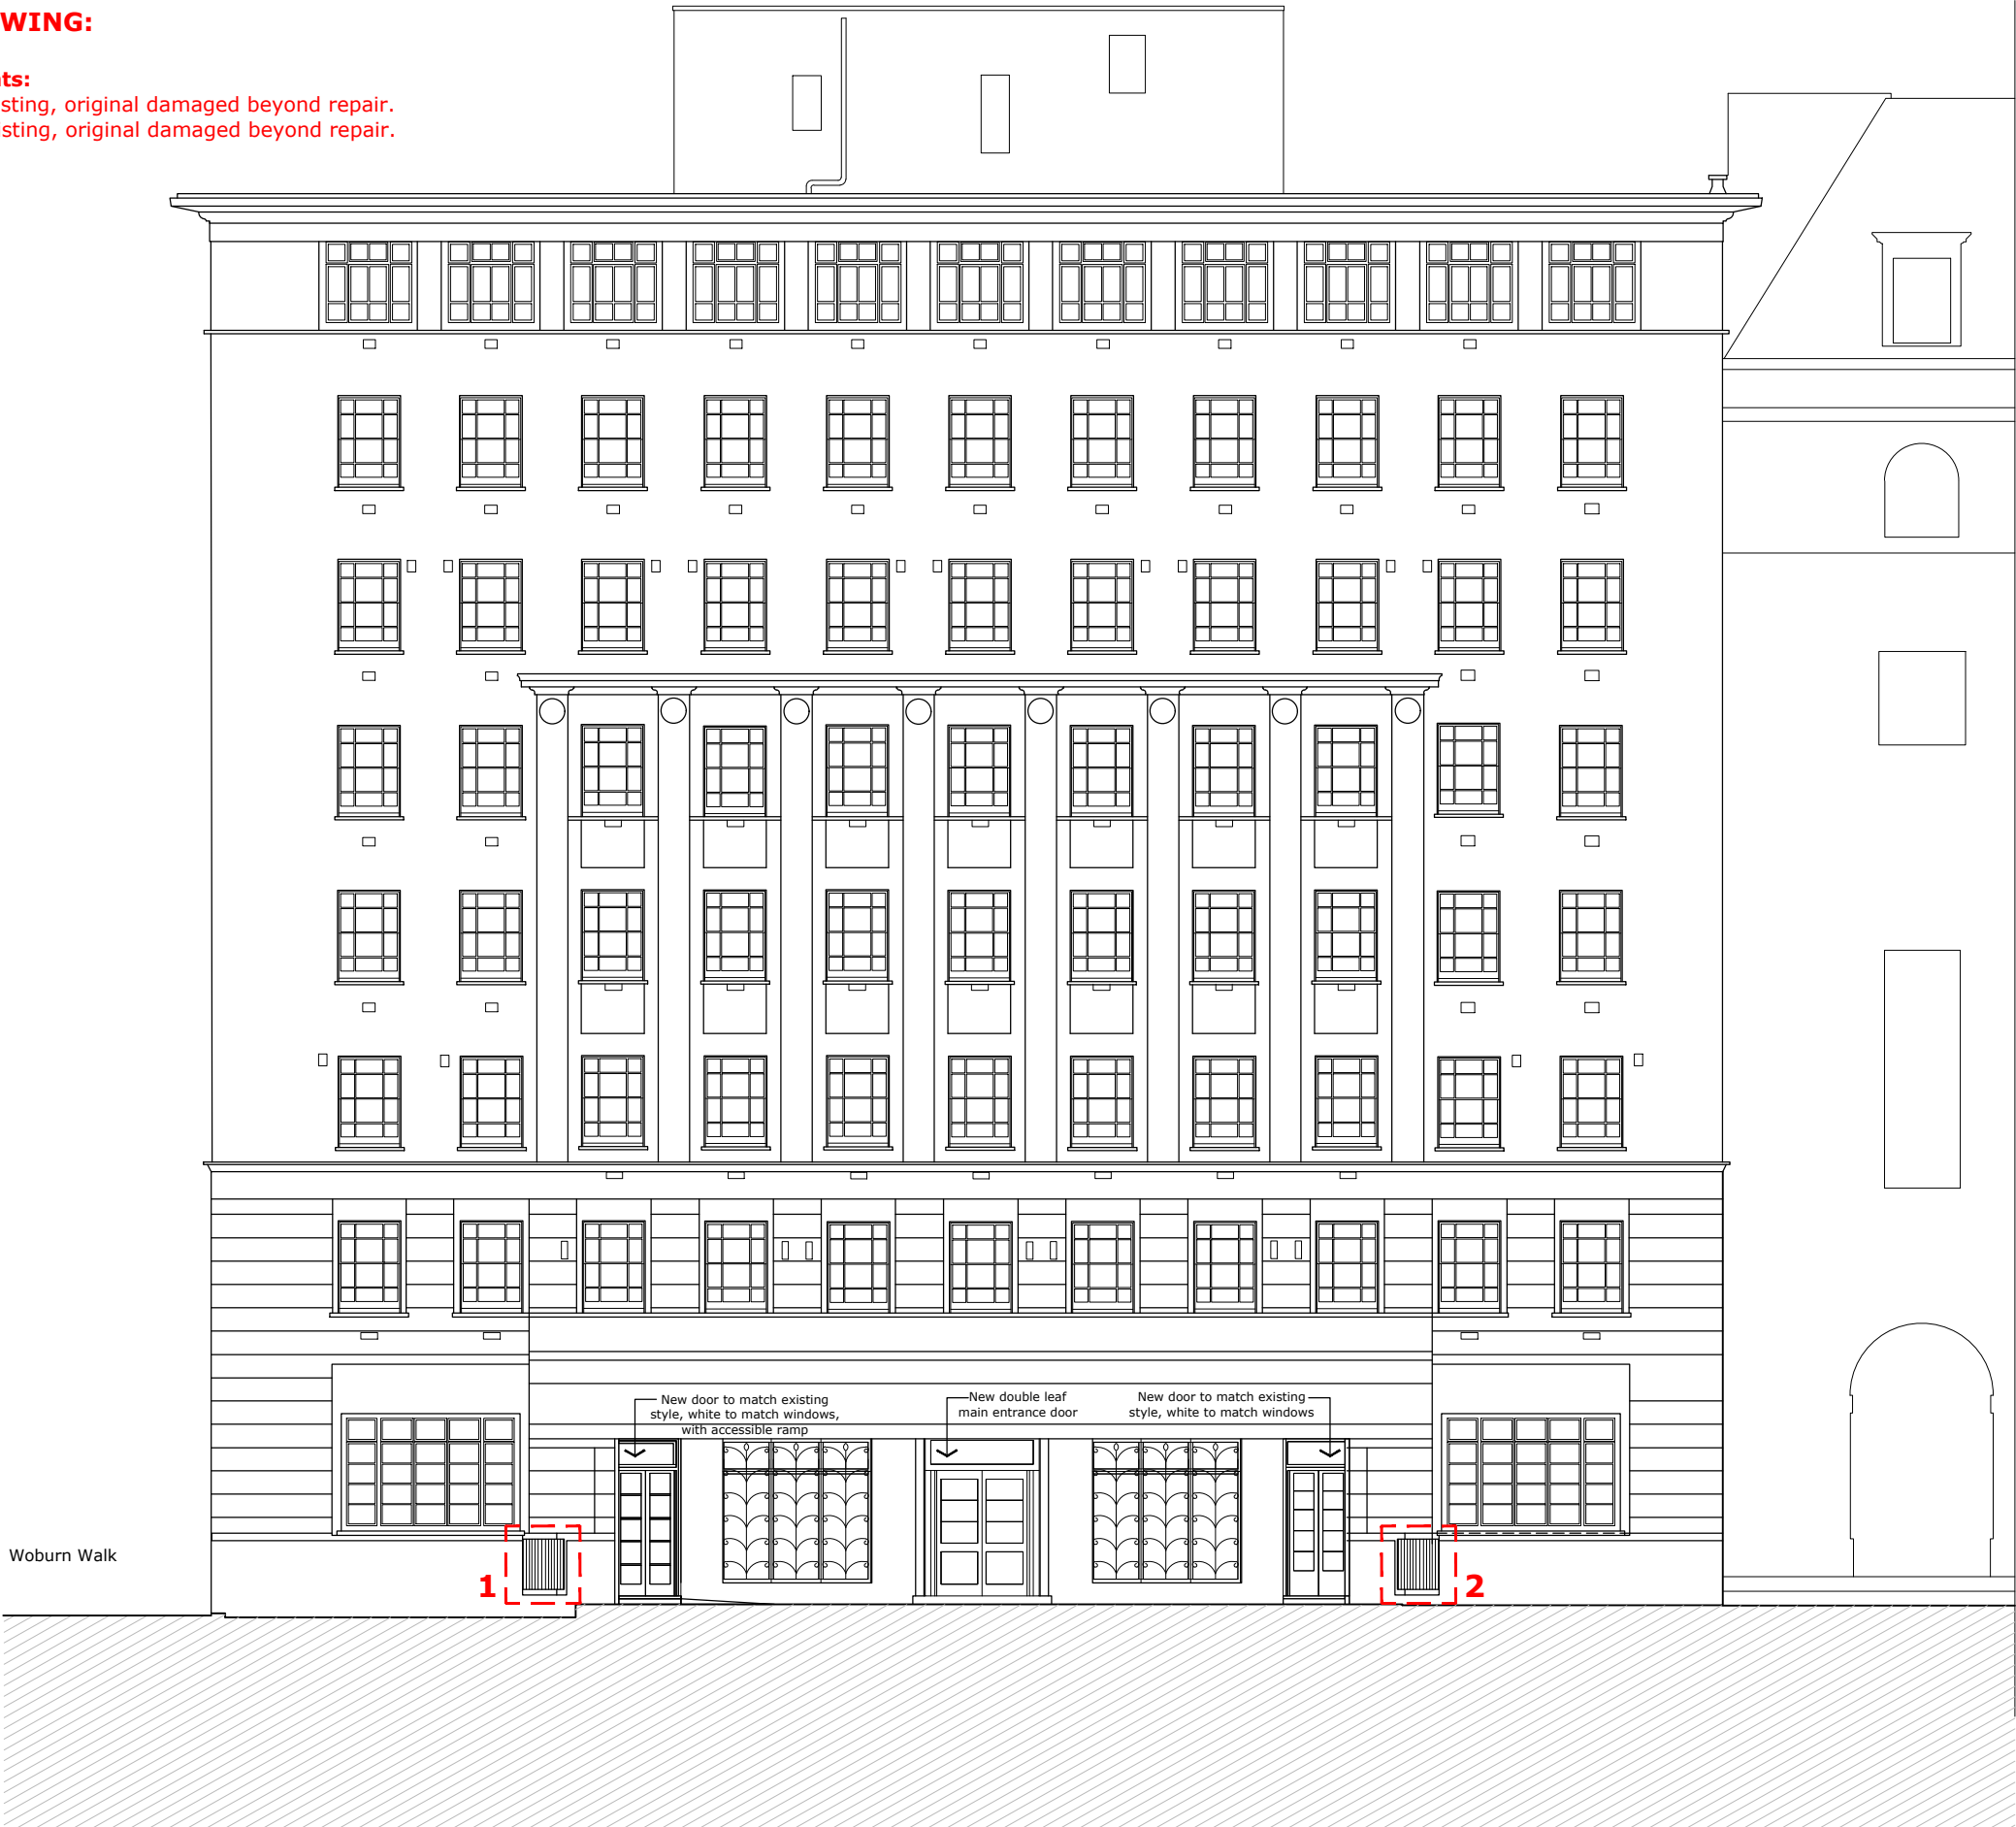 WING:
ts:
sting, original damaged beyond repair.
isting, original damaged beyond repair.
New door to match existing
style, white to match windows,
with accessible ramp
New double leaf
main entrance door
New door to match existing
style, white to match windows
Woburn Walk
1
2